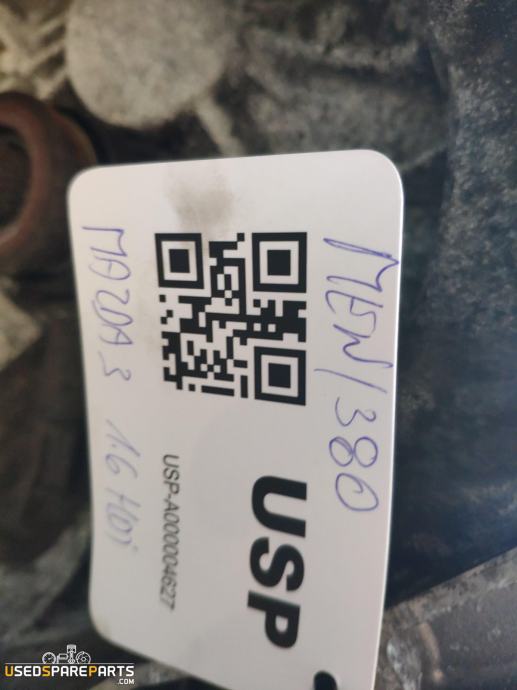 MEW/380
USP
USP-A000004627
MAZDA 3 1.6 HDi
USEDSPAREPARTS
.COM